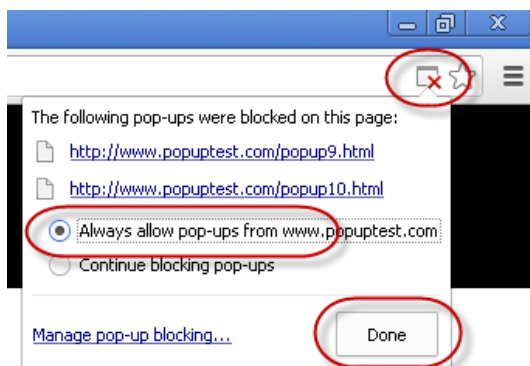 The following pop-ups were blocked on this page:
http://www.popuptest.com/popup9.html
http://www.popuptest.com/popup10.html
Always allow pop-ups from www.popuptest.com
Continue blocking pop-ups
Manage pop-up blocking...
Done